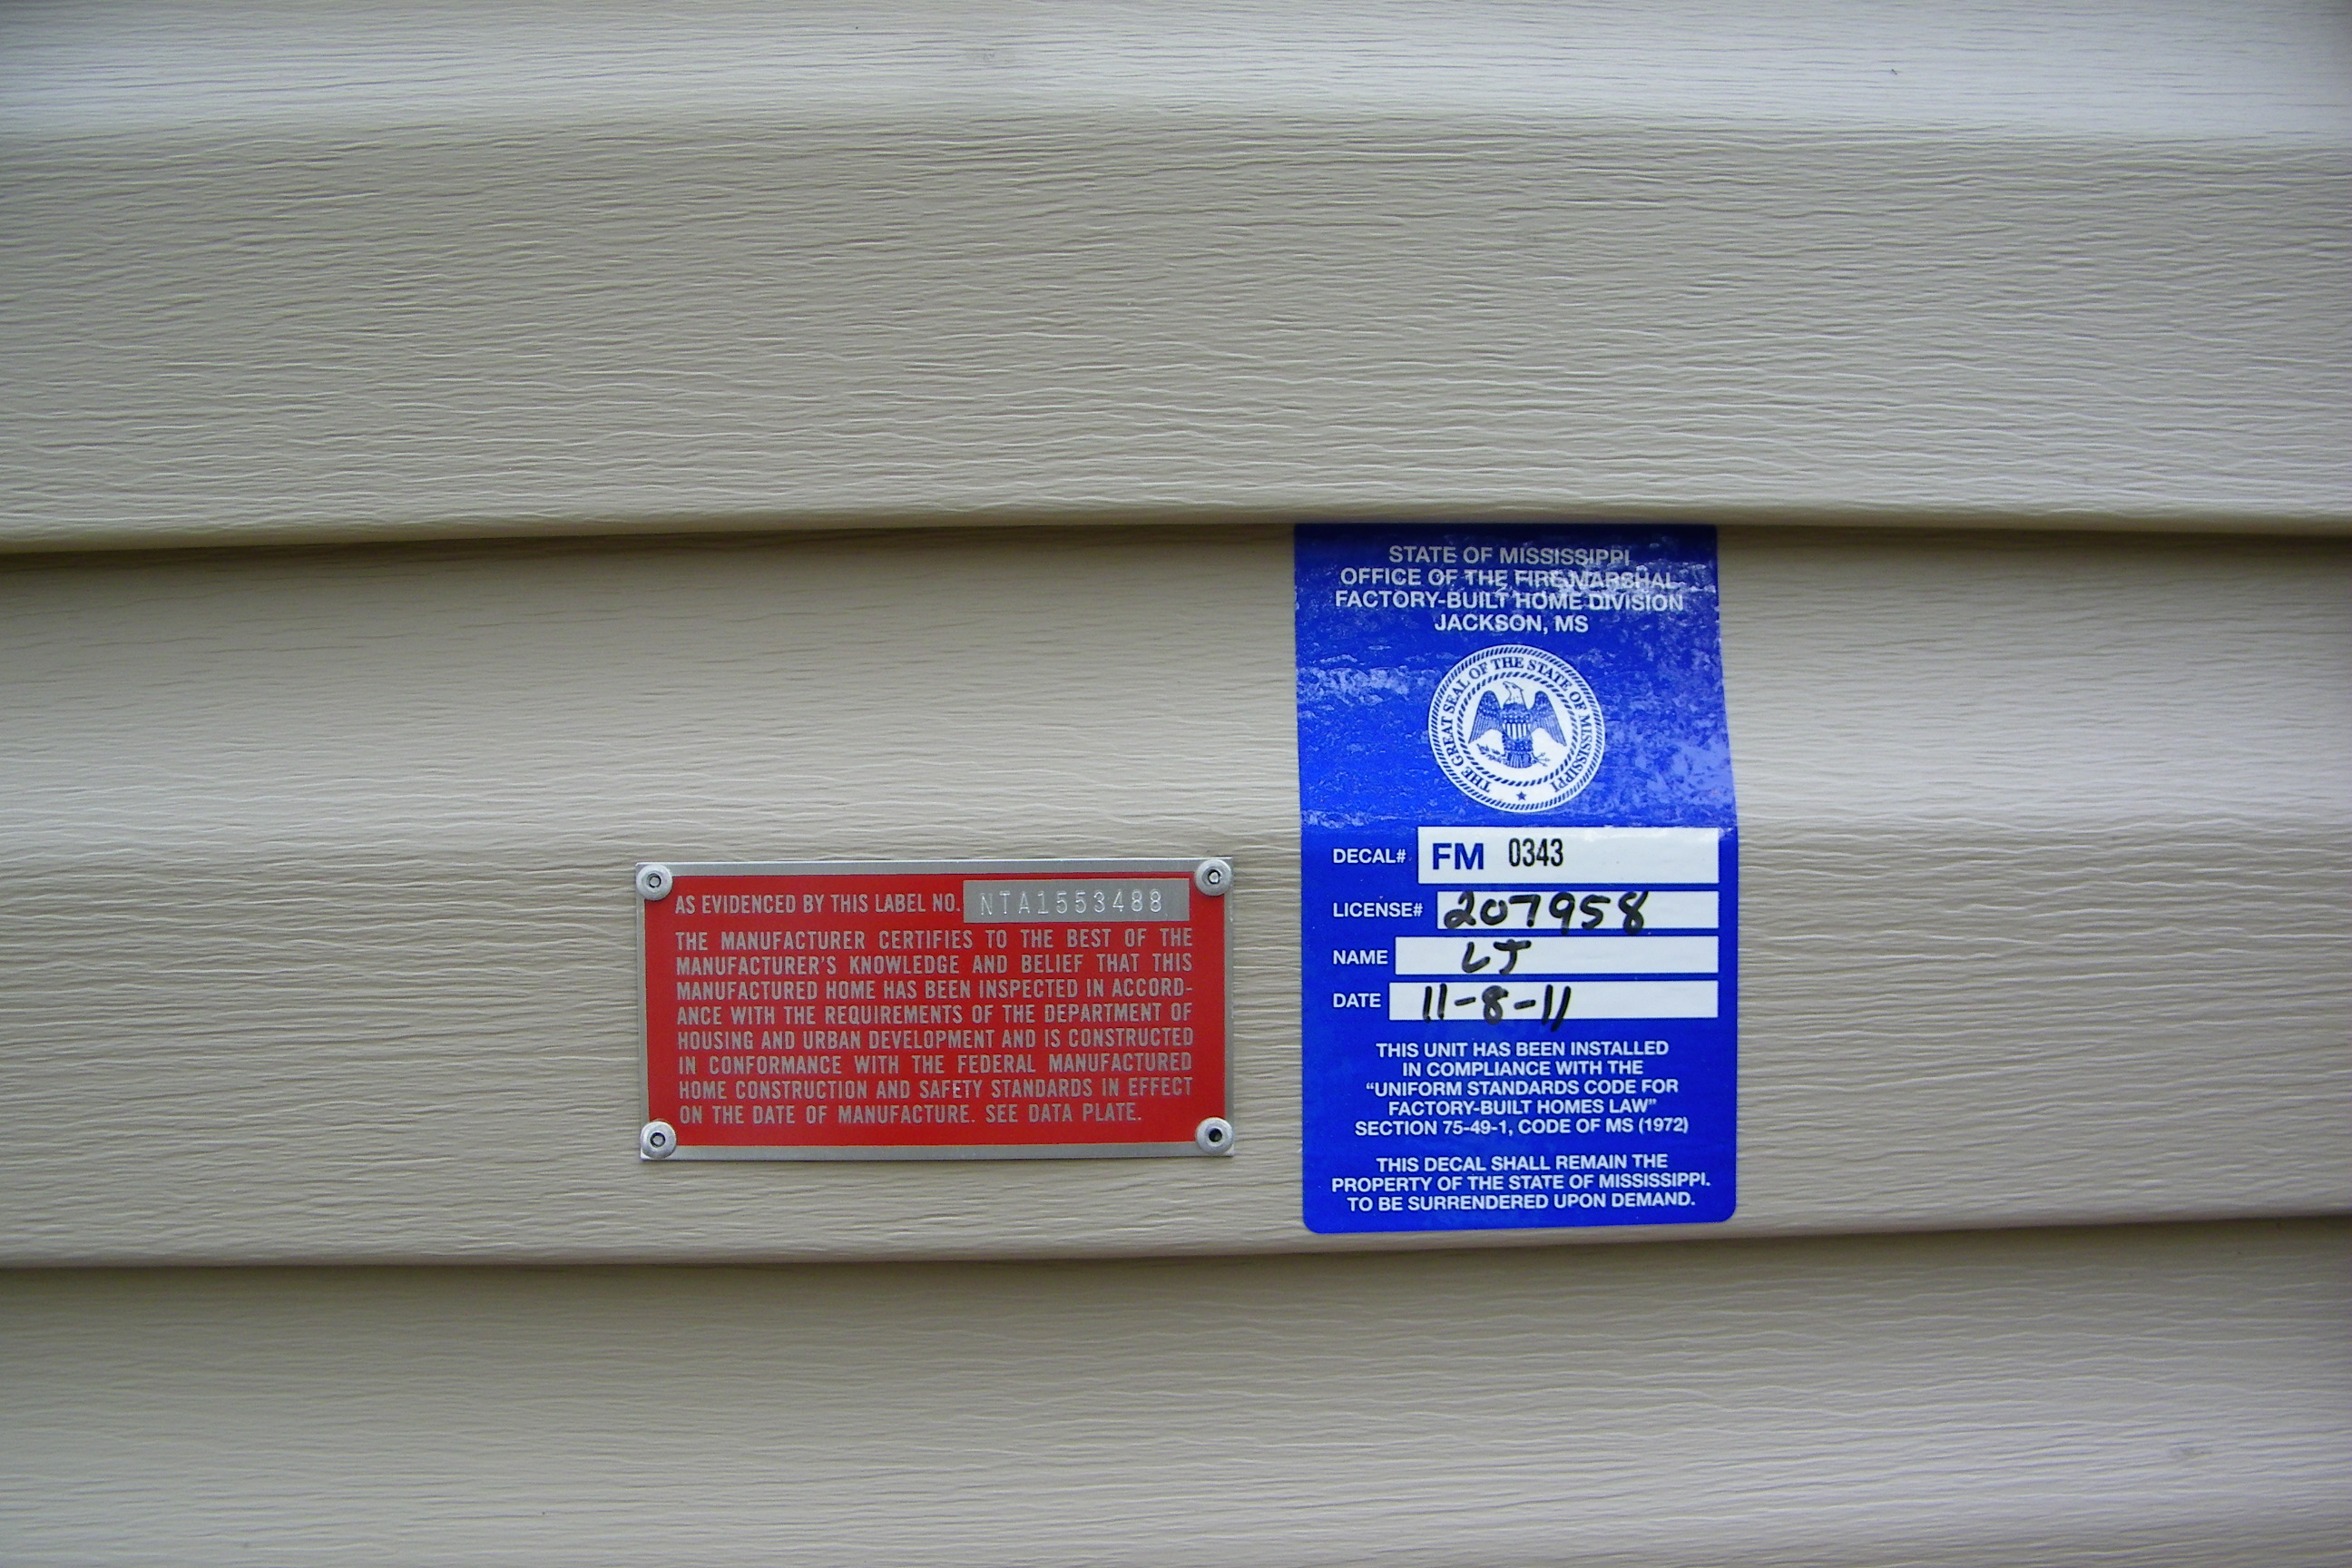 AS EVIDENCED BY THIS LABEL NO. NTA1553488
THE MANUFACTURER CERTIFIES TO THE BEST OF THE
MANUFACTURER'S KNOWLEDGE AND BELIEF THAT THIS
MANUFACTURED HOME HAS BEEN INSPECTED IN ACCORD-
ANCE WITH THE REQUIREMENTS OF THE DEPARTMENT OF
HOUSING AND URBAN DEVELOPMENT AND IS CONSTRUCTED
IN CONFORMANCE WITH THE FEDERAL MANUFACTURED
HOME CONSTRUCTION AND SAFETY STANDARDS IN EFFECT
ON THE DATE OF MANUFACTURE. SEE DATA PLATE.
STATE OF MISSISSIPPI
OFFICE OF THE FIRE MARSHAL
FACTORY-BUILT HOME DIVISION
JACKSON, MS
THE GREAT SEAL OF THE STATE OF MISSISSIPPI
DECAL# FM 0343
LICENSE# 207958
NAME LJ
DATE 11-8-11
THIS UNIT HAS BEEN INSTALLED
IN COMPLIANCE WITH THE
“UNIFORM STANDARDS CODE FOR
FACTORY-BUILT HOMES LAW”
SECTION 75-49-1, CODE OF MS (1972)
THIS DECAL SHALL REMAIN THE
PROPERTY OF THE STATE OF MISSISSIPPI.
TO BE SURRENDERED UPON DEMAND.